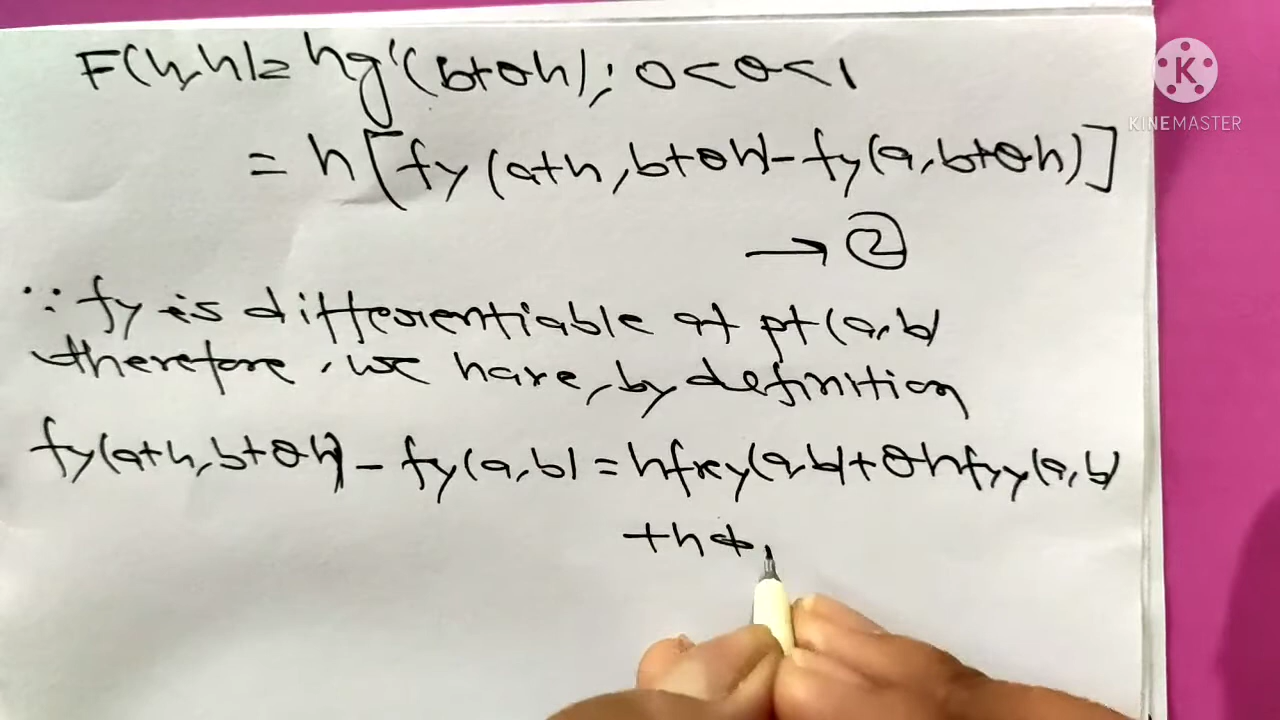 F(h,h)= hg'(b+θh); 0<θ<1
= h[fy(a+h,b+θh)-fy(a,b+θh)]
→ ②
∵ fy is differentiable at pt(a,b)
therefore, we have, by definition
fy(a+h,b+θh)-fy(a,b)=hfxy(a,b)+θhfyy(a,b)
+hφ,
K
KINEMASTER